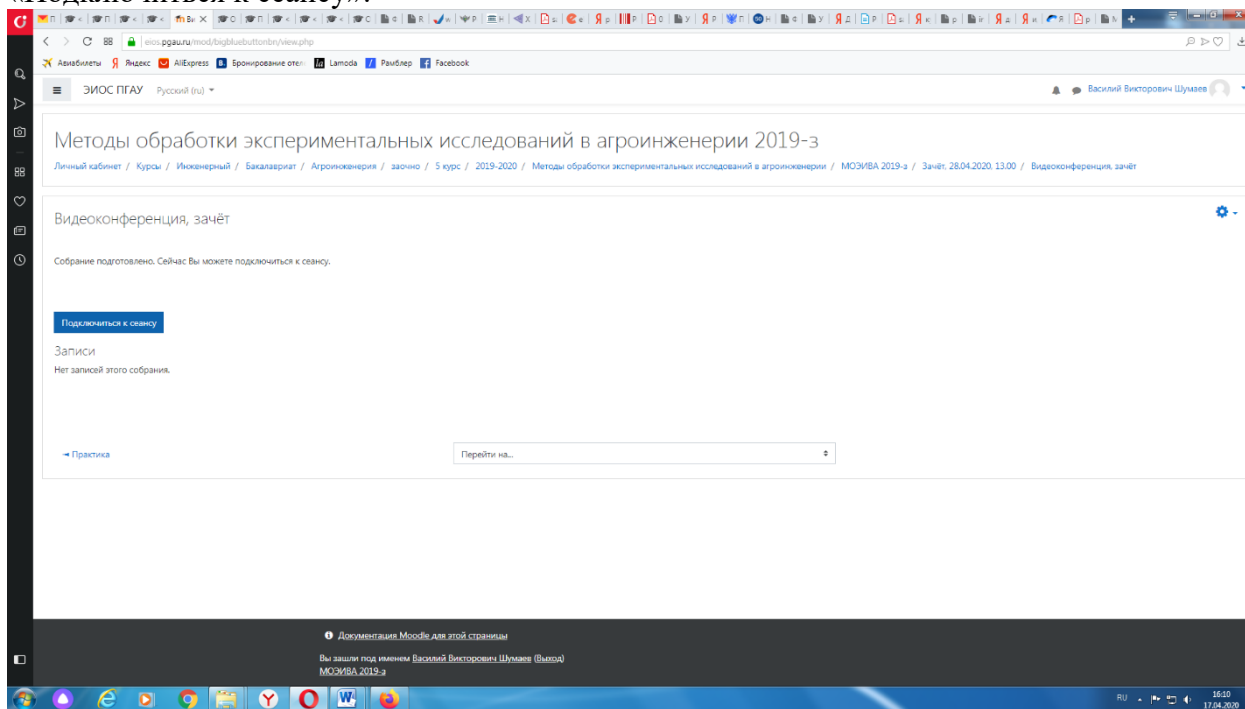 «Подключиться к сеансу».
eios.pgau.ru/mod/bigbluebuttonbn/view.php
Авиабилеты Яндекс AliExpress Бронирование отел Lamoda Рамблер Facebook
ЭИОС ПГАУ Русский (ru) Василий Викторович Шумаев
Методы обработки экспериментальных исследований в агроинженерии 2019-з
Личный кабинет / Курсы / Инженерный / Бакалавриат / Агроинженерия / заочно / 5 курс / 2019-2020 / Методы обработки экспериментальных исследований в агроинженерии / МОЭИВА 2019-з / Зачёт, 28.04.2020, 13.00 / Видеоконференция, зачёт
Видеоконференция, зачёт
Собрание подготовлено. Сейчас Вы можете подключиться к сеансу.
Подключиться к сеансу
Записи
Нет записей этого собрания.
◄ Практика Перейти на...
Документация Moodle для этой страницы
Вы зашли под именем Василий Викторович Шумаев (Выход)
МОЭИВА 2019-з
RU 16:10
17.04.2020